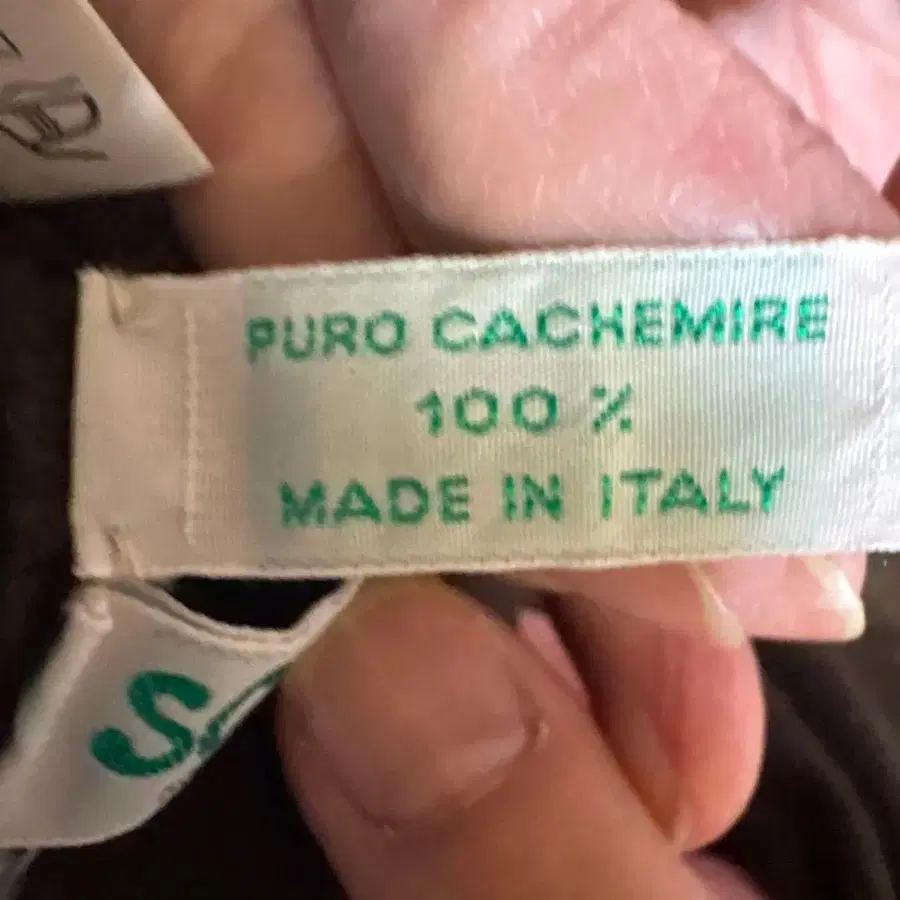 PURO CACHEMIRE
100 %
MADE IN ITALY